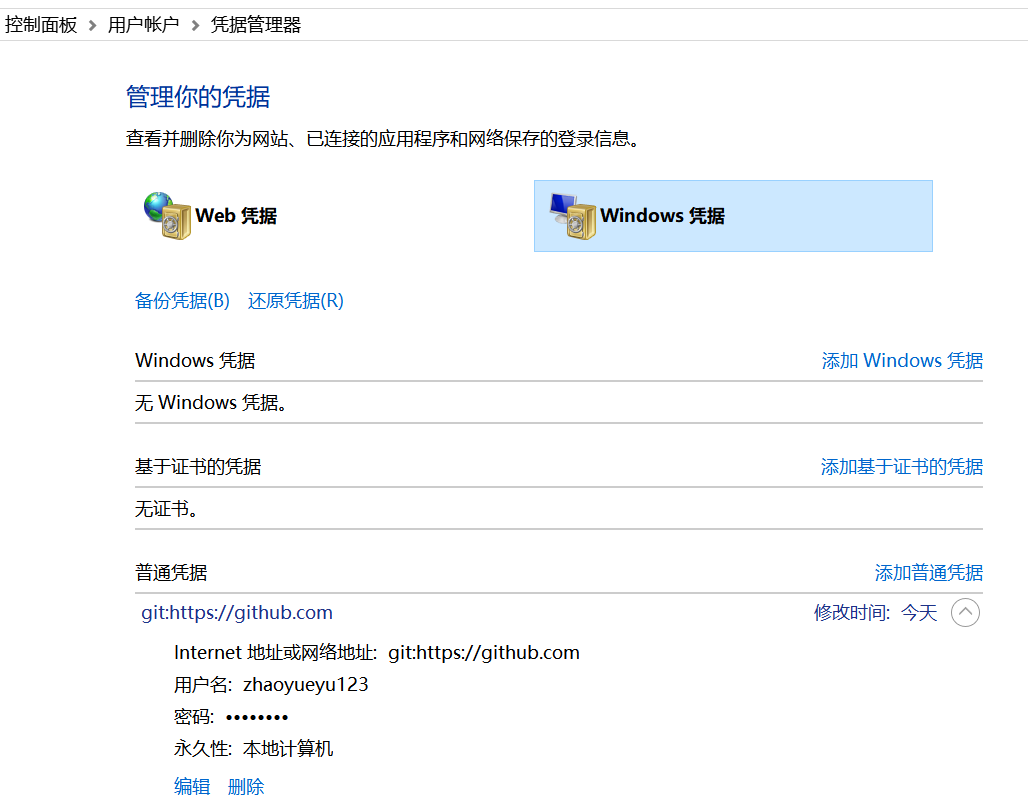 控制面板 > 用户帐户 > 凭据管理器
管理你的凭据
查看并删除你为网站、已连接的应用程序和网络保存的登录信息。
Web 凭据 Windows 凭据
备份凭据(B) 还原凭据(R)
Windows 凭据 添加 Windows 凭据
无 Windows 凭据。
基于证书的凭据 添加基于证书的凭据
无证书。
普通凭据 添加普通凭据
git:https://github.com 修改时间: 今天
Internet 地址或网络地址: git:https://github.com
用户名: zhaoyueyu123
密码: ••••••••
永久性: 本地计算机
编辑 删除